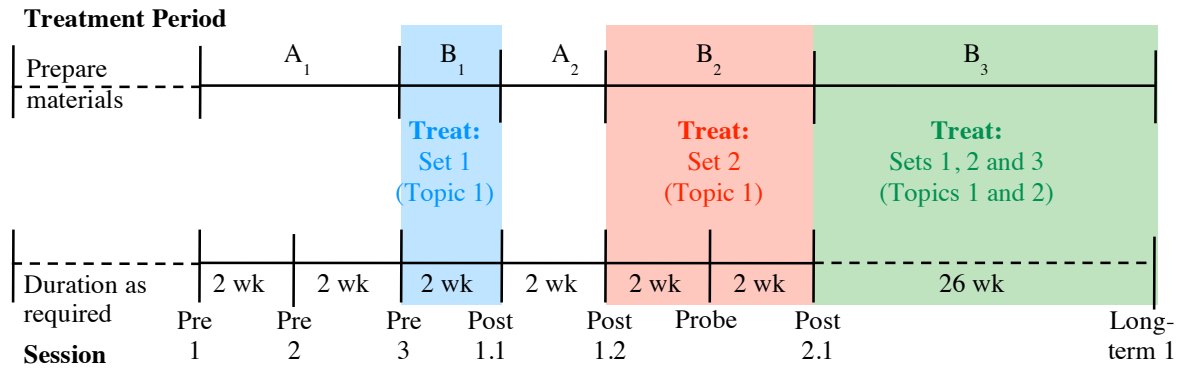 Treatment Period
A1 B1 A2 B2 B3
Prepare
materials
Treat: Treat: Treat:
Set 1 Set 2 Sets 1, 2 and 3
(Topic 1) (Topic 1) (Topics 1 and 2)
Duration as
required
2 wk 2 wk 2 wk 2 wk 2 wk 2 wk 26 wk
Pre Pre Pre Post Post Probe Post Long-
Session 1 2 3 1.1 1.2 2.1 term 1